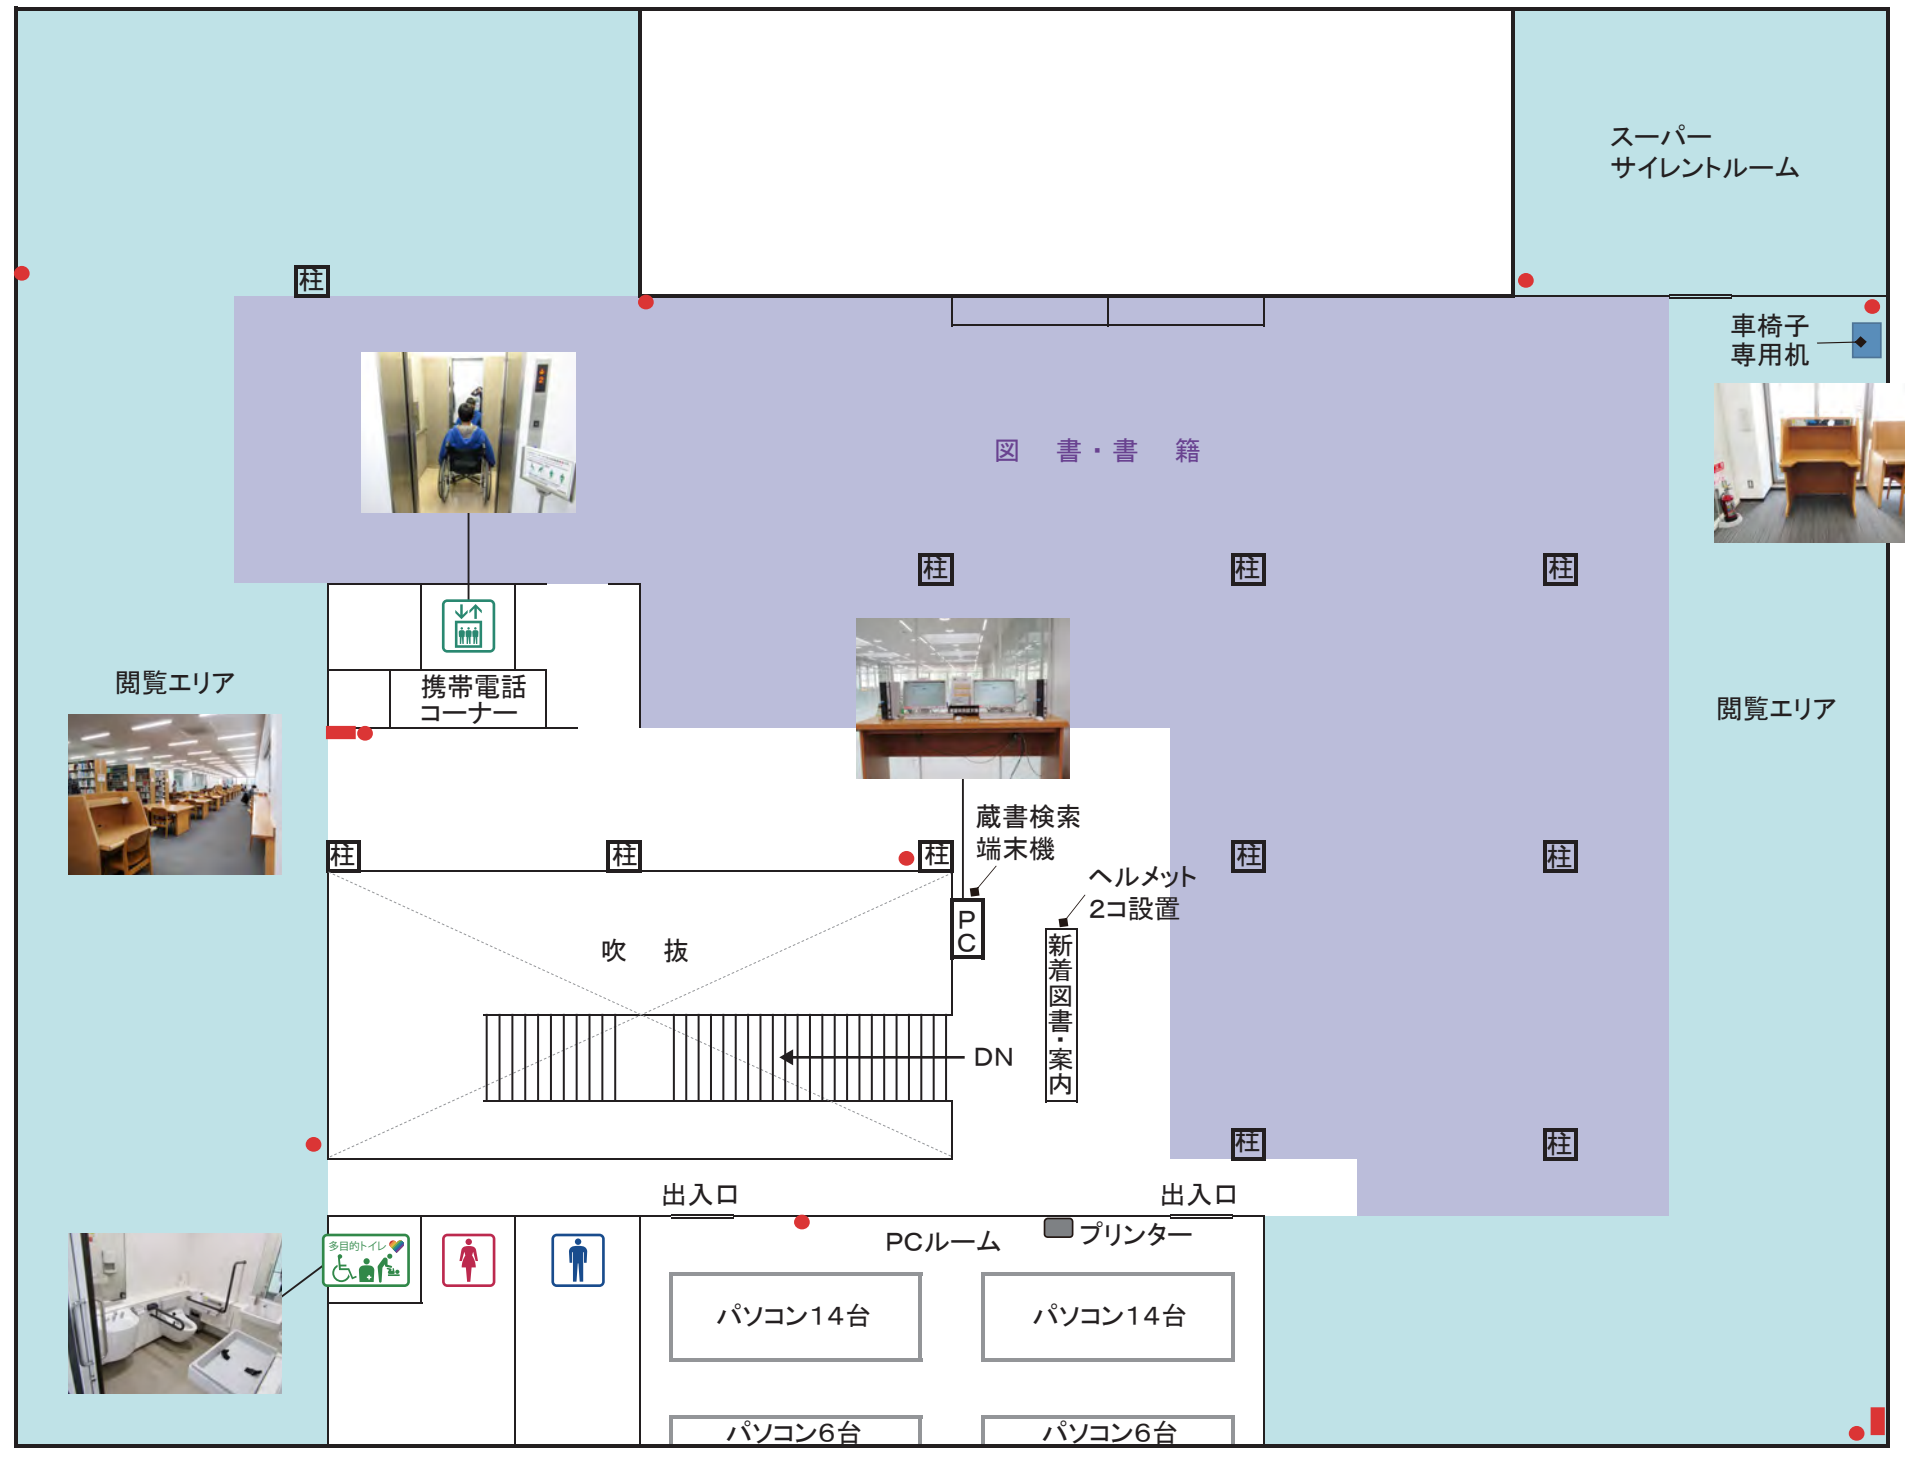 スーパー
サイレントルーム
柱
車椅子
専用机
図 書・書 籍
柱
柱
柱
閲覧エリア
携帯電話
コーナー
閲覧エリア
蔵書検索
端末機
柱
柱
柱
柱
柱
ヘルメット
2コ設置
PC
吹 抜
新着図書・案内
DN
柱
柱
出入口
出入口
多目的トイレ
PCルーム
プリンター
パソコン14台
パソコン14台
パソコン6台
パソコン6台